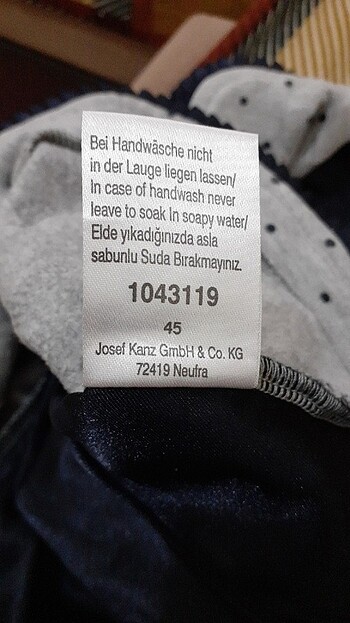 Bei Handwäsche nicht
in der Lauge liegen lassen/
In case of handwash never
leave to soak In soapy water/
Elde yıkadığınızda asla
sabunlu Suda Bırakmayınız.
1043119
45
Josef Kanz GmbH & Co. KG
72419 Neufra